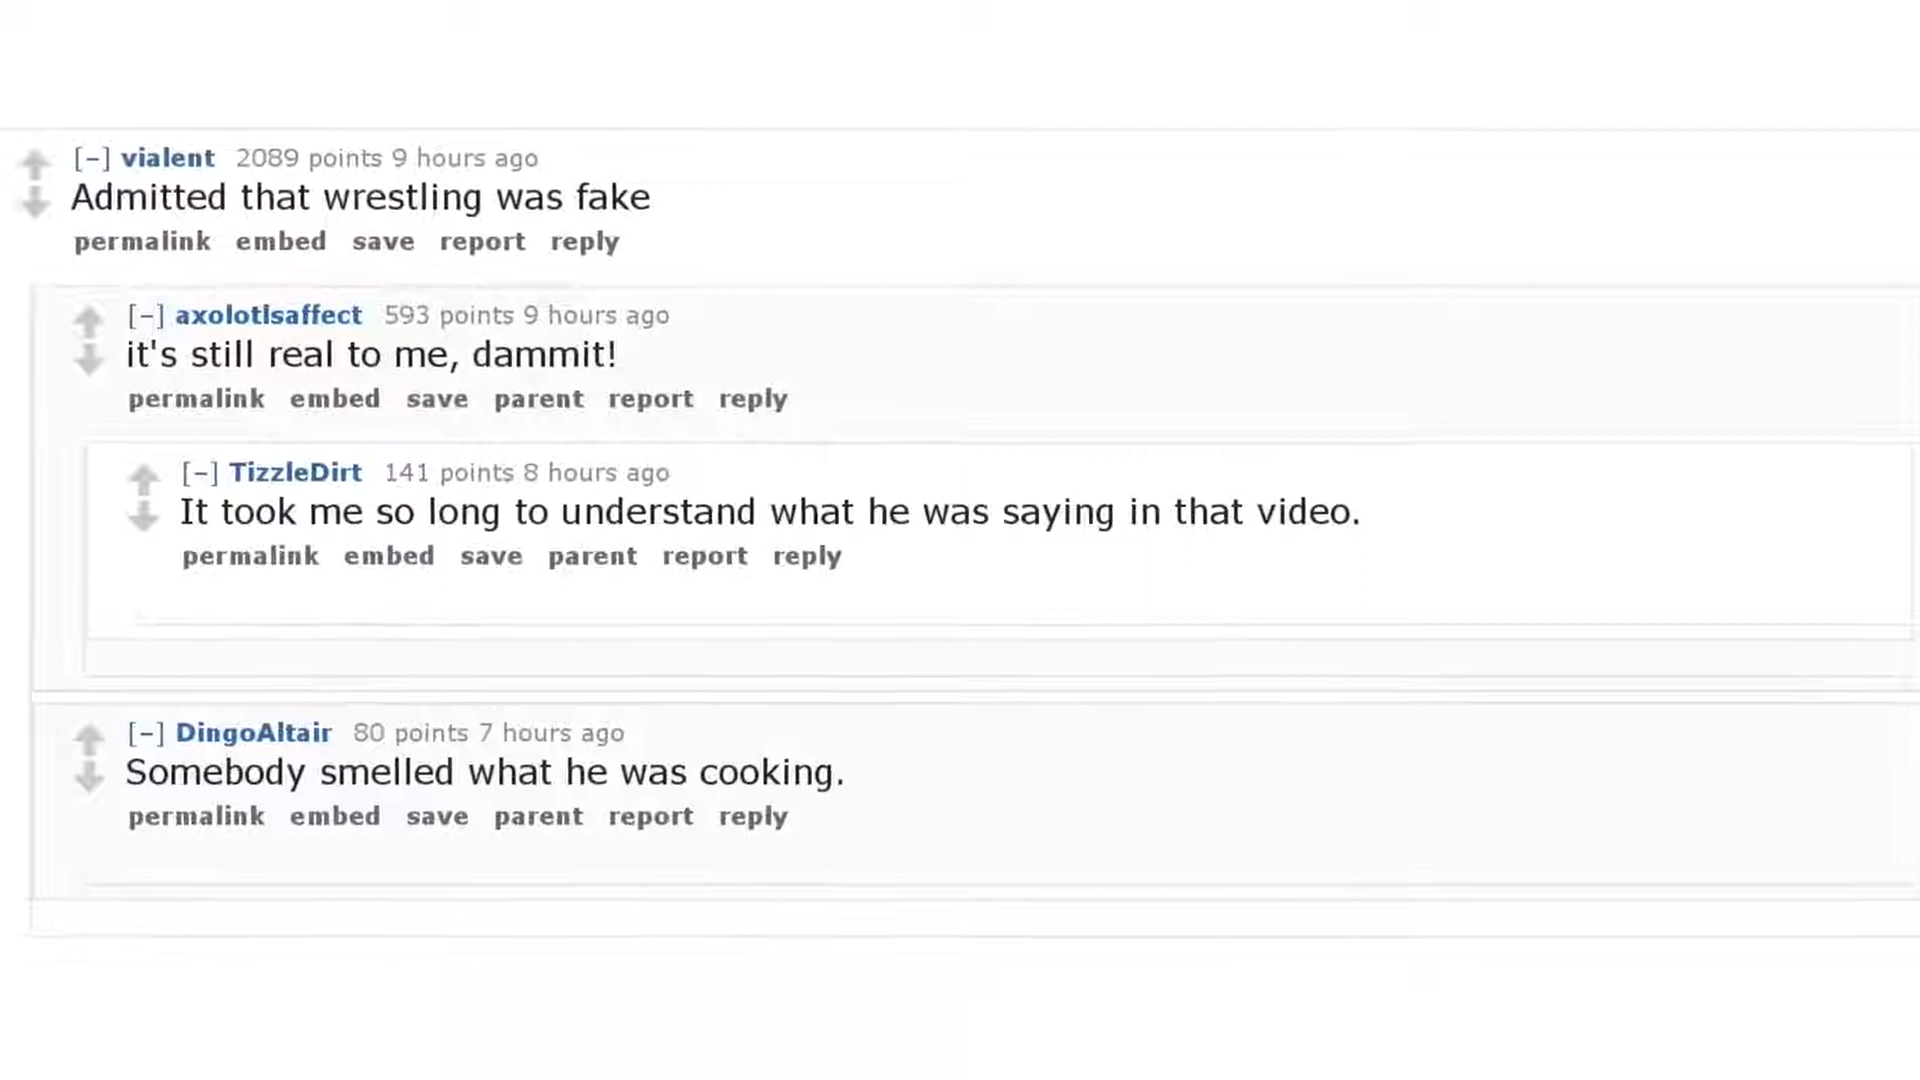 [–] vialent 2089 points 9 hours ago
Admitted that wrestling was fake
permalink embed save report reply
[–] axolotlsaffect 593 points 9 hours ago
it's still real to me, dammit!
permalink embed save parent report reply
[–] TizzleDirt 141 points 8 hours ago
It took me so long to understand what he was saying in that video.
permalink embed save parent report reply
[–] DingoAltair 80 points 7 hours ago
Somebody smelled what he was cooking.
permalink embed save parent report reply